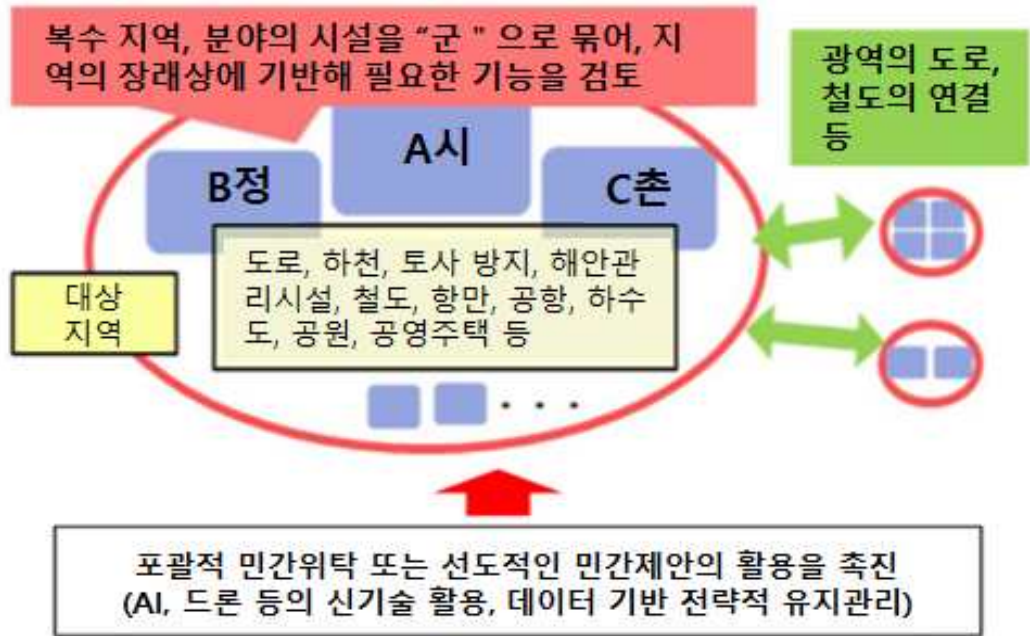 복수 지역, 분야의 시설을 “군 " 으로 묶어, 지
역의 장래상에 기반해 필요한 기능을 검토
광역의 도로,
철도의 연결
등
A시
B정
C촌
도로, 하천, 토사 방지, 해안관
리시설, 철도, 항만, 공항, 하수
도, 공원, 공영주택 등
대상
지역
· · ·
포괄적 민간위탁 또는 선도적인 민간제안의 활용을 촉진
(AI, 드론 등의 신기술 활용, 데이터 기반 전략적 유지관리)